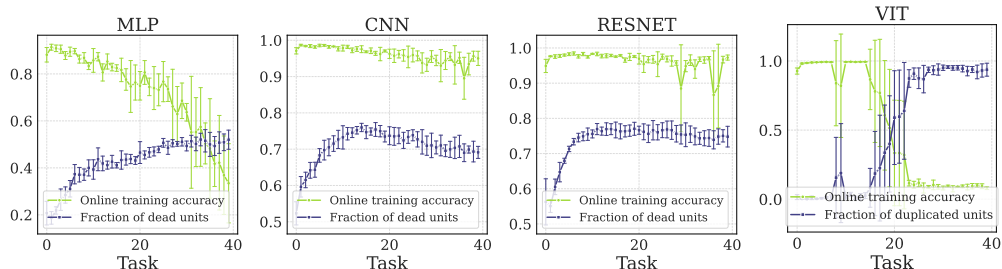 MLP
0.8
0.6
0.4
0.2
Online training accuracy
Fraction of dead units
0 20 40
Task
CNN
1.0
0.9
0.8
0.7
0.6
0.5
Online training accuracy
Fraction of dead units
0 20 40
Task
RESNET
1.0
0.9
0.8
0.7
0.6
0.5
Online training accuracy
Fraction of dead units
0 20 40
Task
VIT
1.0
0.5
0.0
Online training accuracy
Fraction of duplicated units
0 20 40
Task